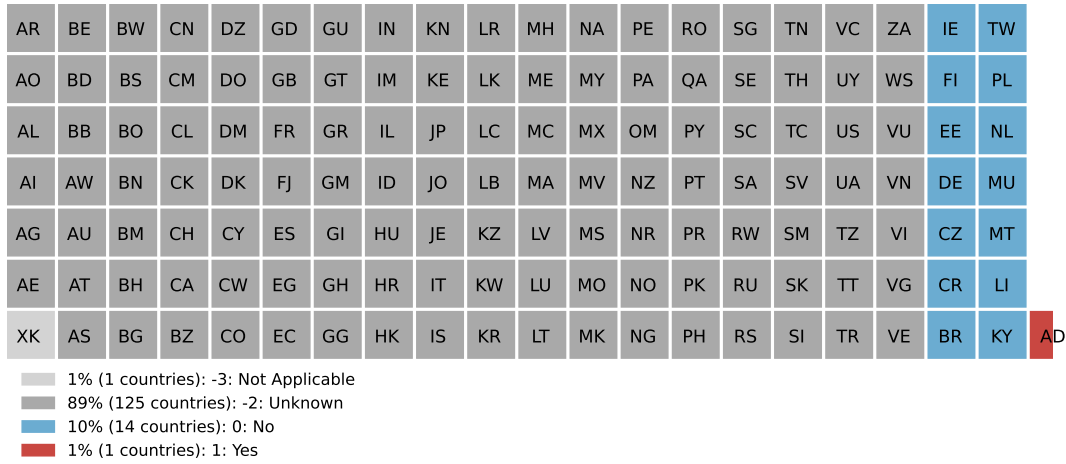 AR BE BW CN DZ GD GU IN KN LR MH NA PE RO SG TN VC ZA IE TW
AO BD BS CM DO GB GT IM KE LK ME MY PA QA SE TH UY WS FI PL
AL BB BO CL DM FR GR IL JP LC MC MX OM PY SC TC US VU EE NL
AI AW BN CK DK FJ GM ID JO LB MA MV NZ PT SA SV UA VN DE MU
AG AU BM CH CY ES GI HU JE KZ LV MS NR PR RW SM TZ VI CZ MT
AE AT BH CA CW EG GH HR IT KW LU MO NO PK RU SK TT VG CR LI
XK AS BG BZ CO EC GG HK IS KR LT MK NG PH RS SI TR VE BR KY AD
1% (1 countries): -3: Not Applicable
89% (125 countries): -2: Unknown
10% (14 countries): 0: No
1% (1 countries): 1: Yes